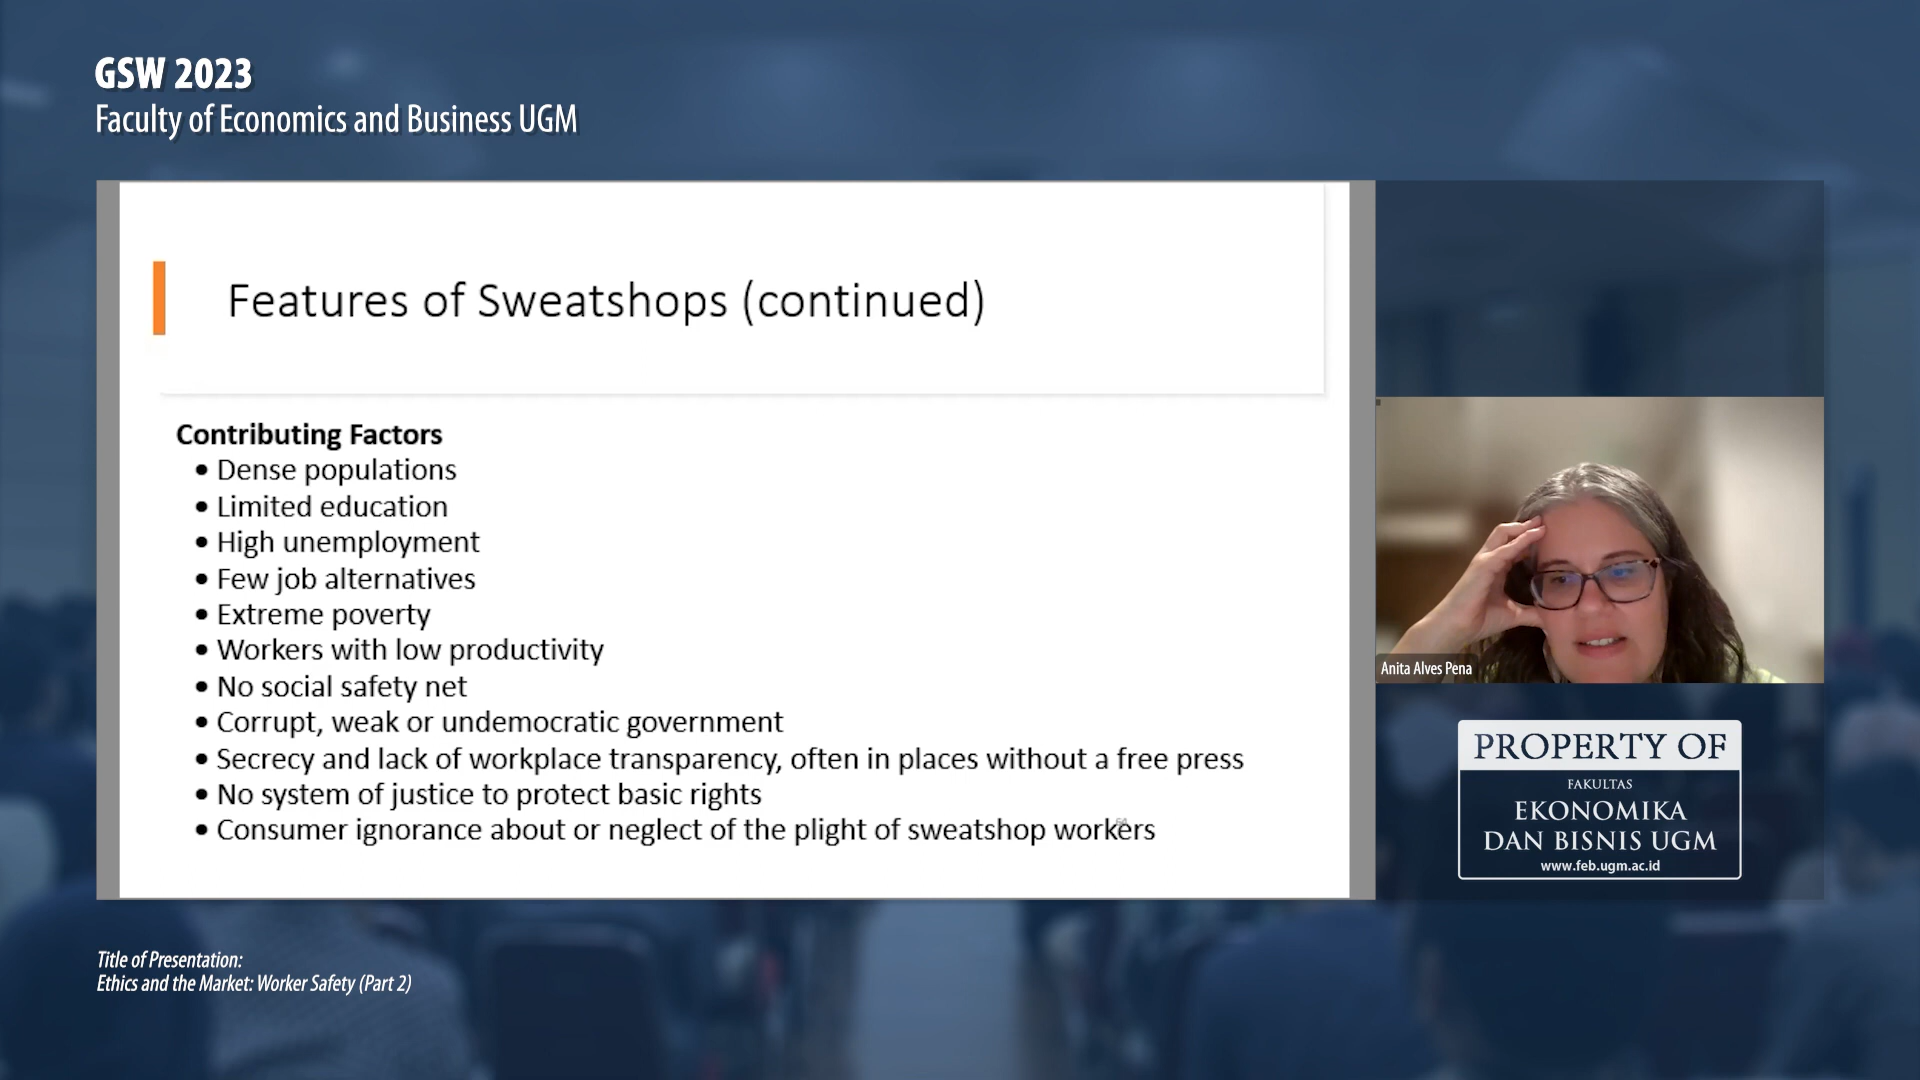 GSW 2023
Faculty of Economics and Business UGM
Features of Sweatshops (continued)
Contributing Factors
• Dense populations
• Limited education
• High unemployment
• Few job alternatives
• Extreme poverty
• Workers with low productivity
• No social safety net
• Corrupt, weak or undemocratic government
• Secrecy and lack of workplace transparency, often in places without a free press
• No system of justice to protect basic rights
• Consumer ignorance about or neglect of the plight of sweatshop workers
Anita Alves Pena
PROPERTY OF
FAKULTAS
EKONOMIKA
DAN BISNIS UGM
www.feb.ugm.ac.id
Title of Presentation:
Ethics and the Market: Worker Safety (Part 2)